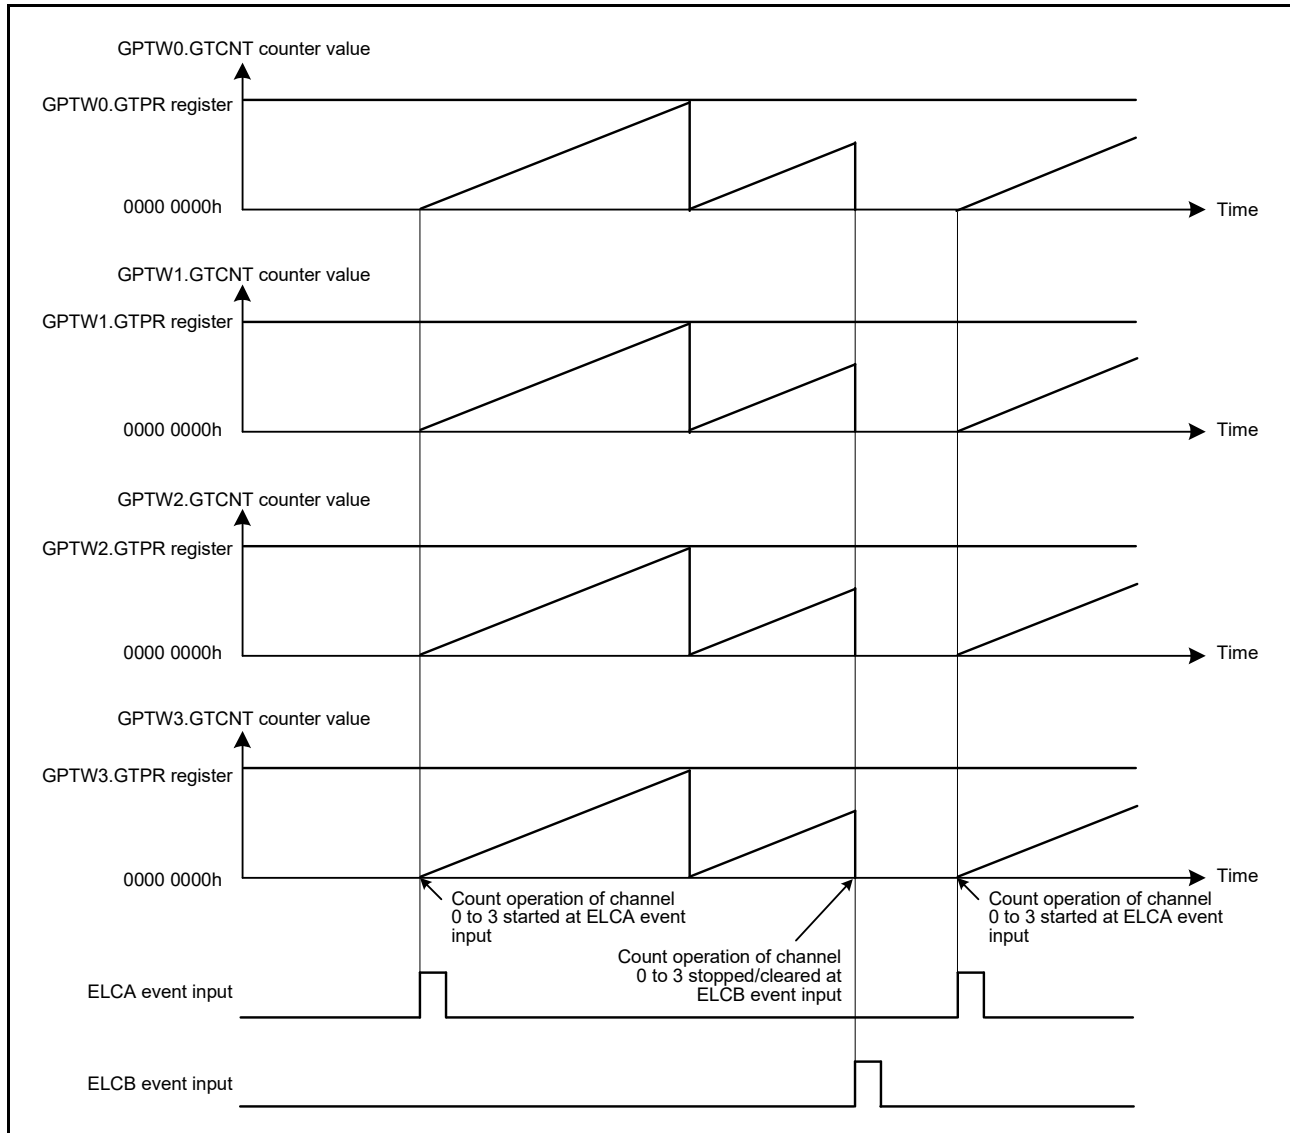 GPTW0.GTCNT counter value
GPTW0.GTPR register
0000 0000h
Time
GPTW1.GTCNT counter value
GPTW1.GTPR register
0000 0000h
Time
GPTW2.GTCNT counter value
GPTW2.GTPR register
0000 0000h
Time
GPTW3.GTCNT counter value
GPTW3.GTPR register
0000 0000h
Time
Count operation of channel
0 to 3 started at ELCA event
input
Count operation of channel
0 to 3 stopped/cleared at
ELCB event input
Count operation of channel
0 to 3 started at ELCA event
input
ELCA event input
ELCB event input